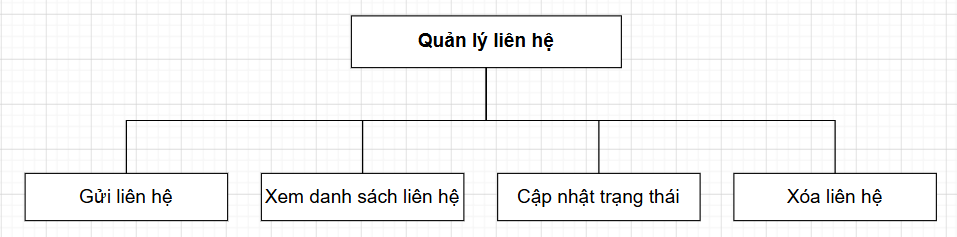 Quản lý liên hệ
Gửi liên hệ
Xem danh sách liên hệ
Cập nhật trạng thái
Xóa liên hệ